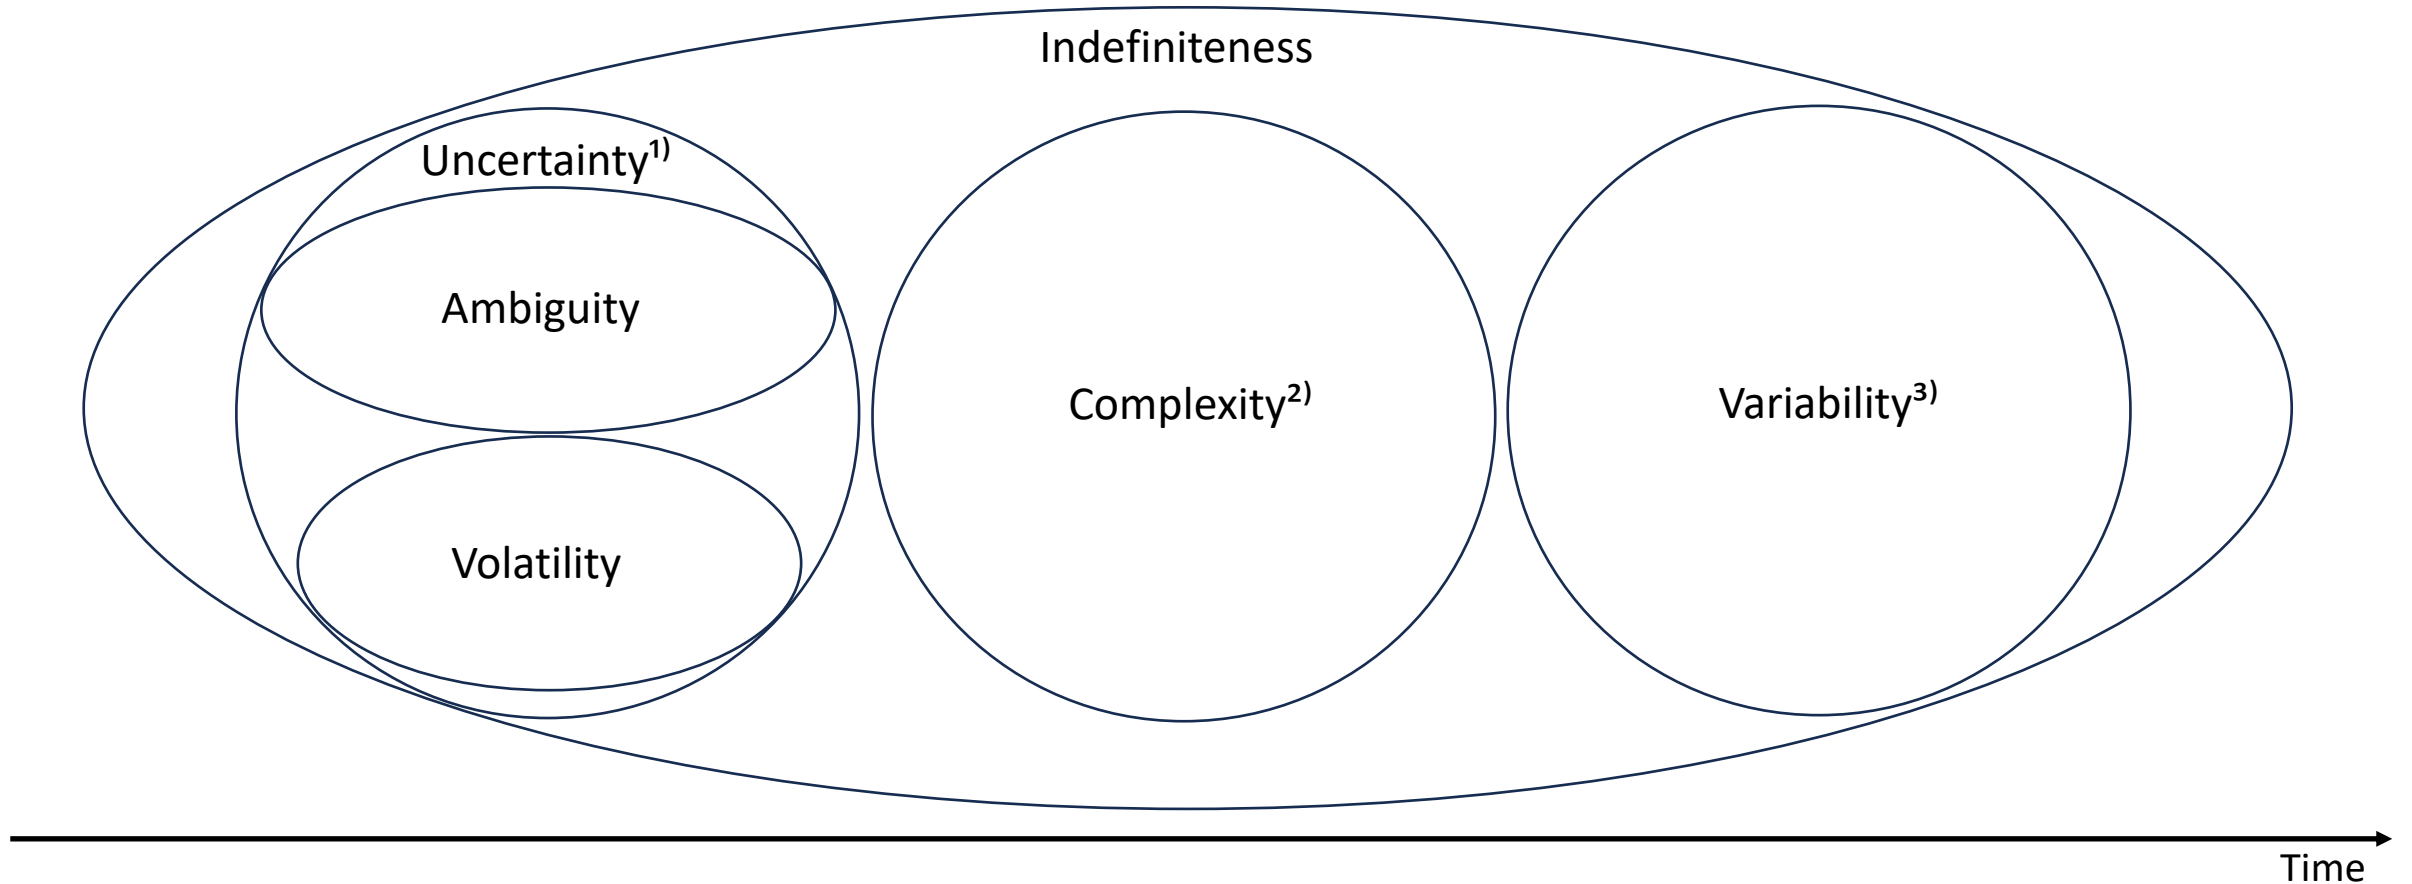 Indefiniteness
Uncertainty¹⁾
Ambiguity
Complexity²⁾
Variability³⁾
Volatility
Time